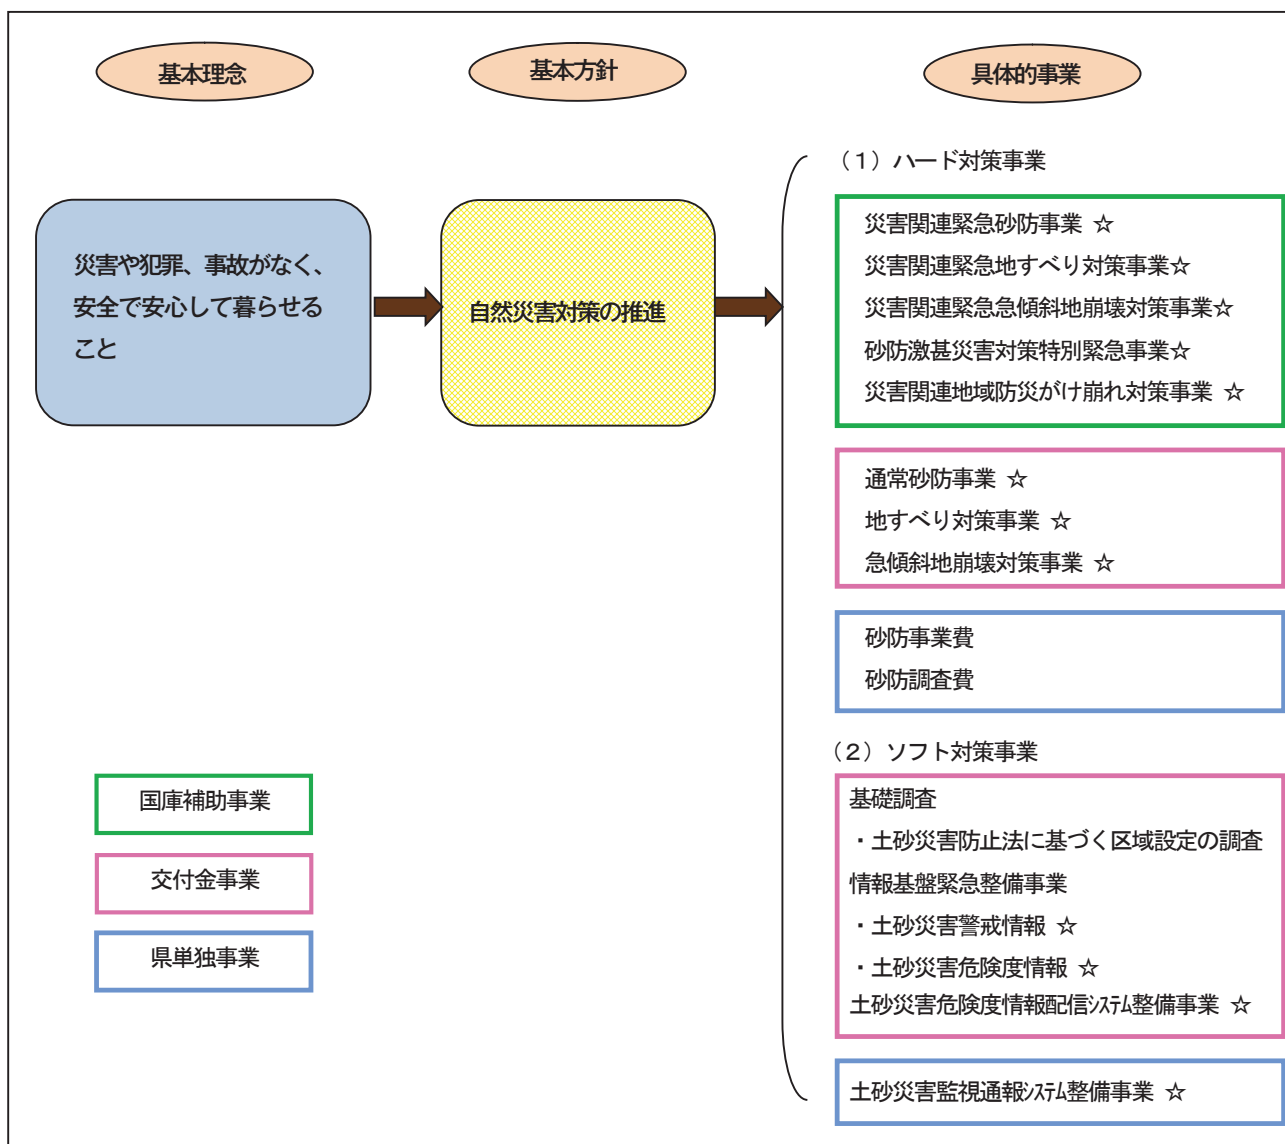 基本理念
基本方針
具体的事業
災害や犯罪、事故がなく、
安全で安心して暮らせる
こと
自然災害対策の推進
（１）ハード対策事業
災害関連緊急砂防事業 ☆
災害関連緊急地すべり対策事業☆
災害関連緊急急傾斜地崩壊対策事業☆
砂防激甚災害対策特別緊急事業☆
災害関連地域防災がけ崩れ対策事業 ☆
通常砂防事業 ☆
地すべり対策事業 ☆
急傾斜地崩壊対策事業 ☆
砂防事業費
砂防調査費
（２）ソフト対策事業
基礎調査
・土砂災害防止法に基づく区域設定の調査
情報基盤緊急整備事業
・土砂災害警戒情報 ☆
・土砂災害危険度情報 ☆
土砂災害危険度情報配信ｼｽﾃﾑ整備事業 ☆
土砂災害監視通報ｼｽﾃﾑ整備事業 ☆
国庫補助事業
交付金事業
県単独事業